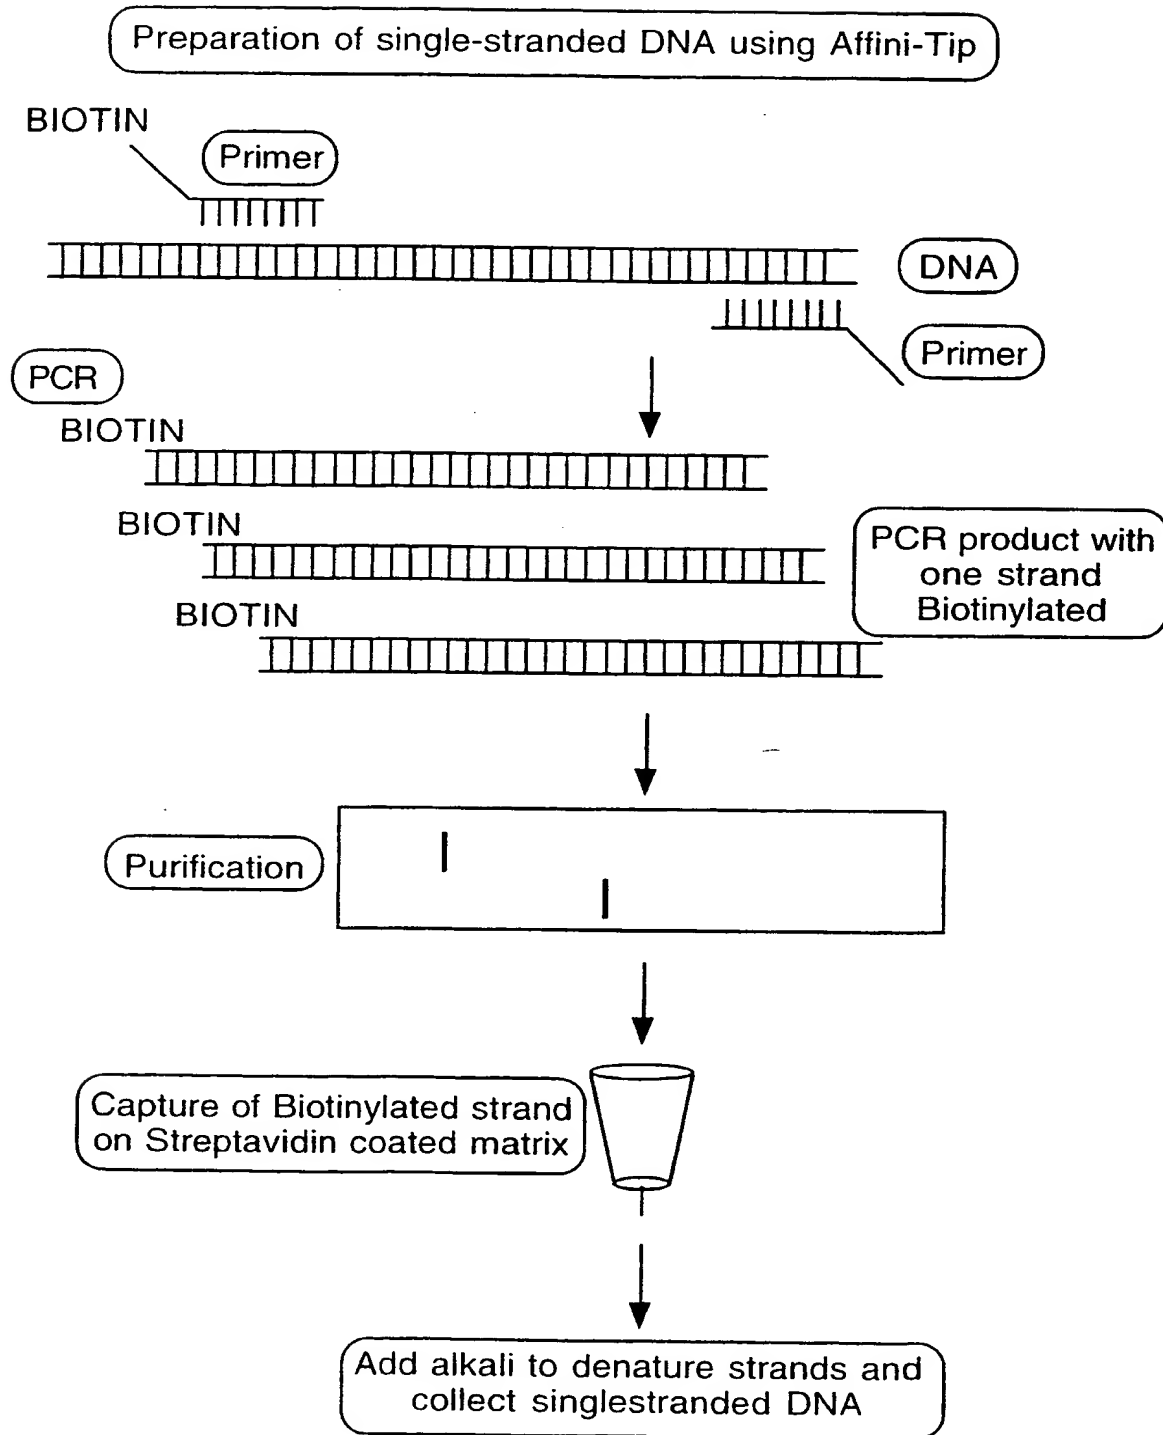 Preparation of single-stranded DNA using Affini-Tip
BIOTIN
Primer
DNA
Primer
PCR
BIOTIN
BIOTIN
PCR product with
one strand
Biotinylated
BIOTIN
Purification
Capture of Biotinylated strand
on Streptavidin coated matrix
Add alkali to denature strands and
collect singlestranded DNA